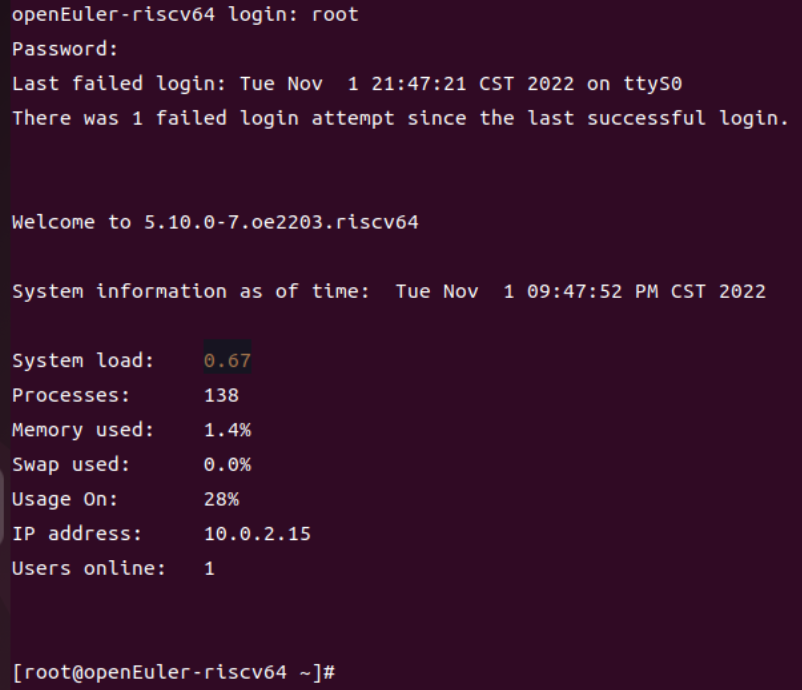 openEuler-riscv64 login: root
Password:
Last failed login: Tue Nov  1 21:47:21 CST 2022 on ttyS0
There was 1 failed login attempt since the last successful login.
Welcome to 5.10.0-7.oe2203.riscv64
System information as of time:  Tue Nov  1 09:47:52 PM CST 2022
System load:    0.67
Processes:      138
Memory used:    1.4%
Swap used:      0.0%
Usage On:       28%
IP address:     10.0.2.15
Users online:   1
[root@openEuler-riscv64 ~]#